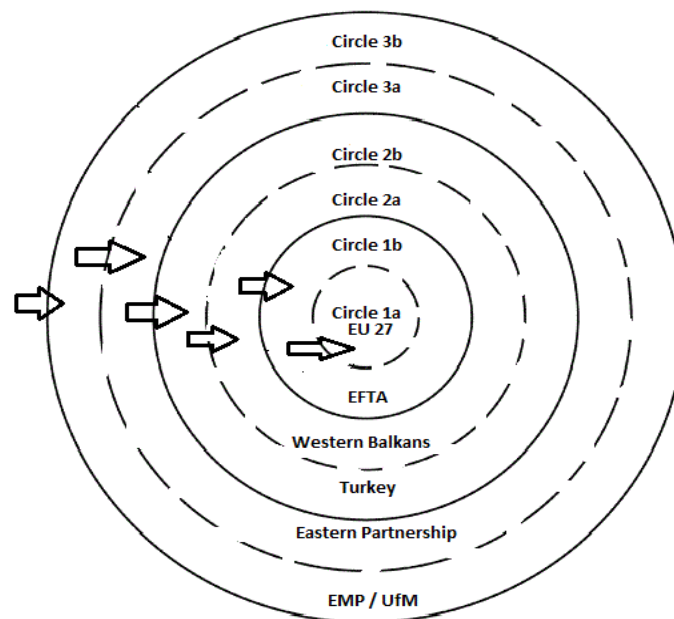 Circle 3b
Circle 3a
Circle 2b
Circle 2a
Circle 1b
Circle 1a
EU 27
EFTA
Western Balkans
Turkey
Eastern Partnership
EMP / UfM